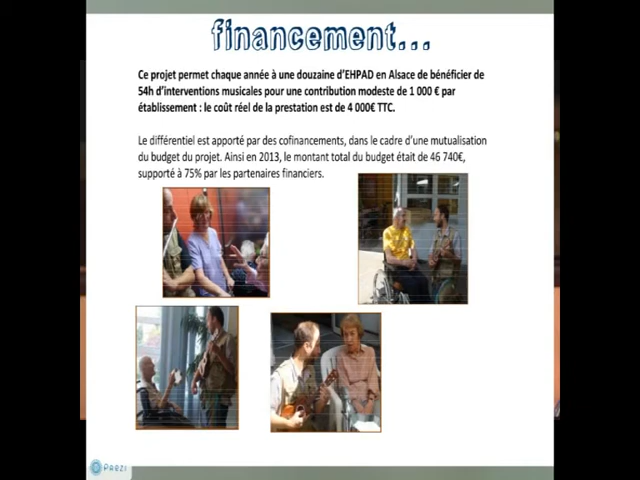 financement...
Ce projet permet chaque année à une douzaine d'EHPAD en Alsace de bénéficier de
54h d'interventions musicales pour une contribution modeste de 1 000 € par
établissement : le coût réel de la prestation est de 4 000€ TTC.
Le différentiel est apporté par des cofinancements, dans le cadre d'une mutualisation
du budget du projet. Ainsi en 2013, le montant total du budget était de 46 740€,
supporté à 75% par les partenaires financiers.
PREZI